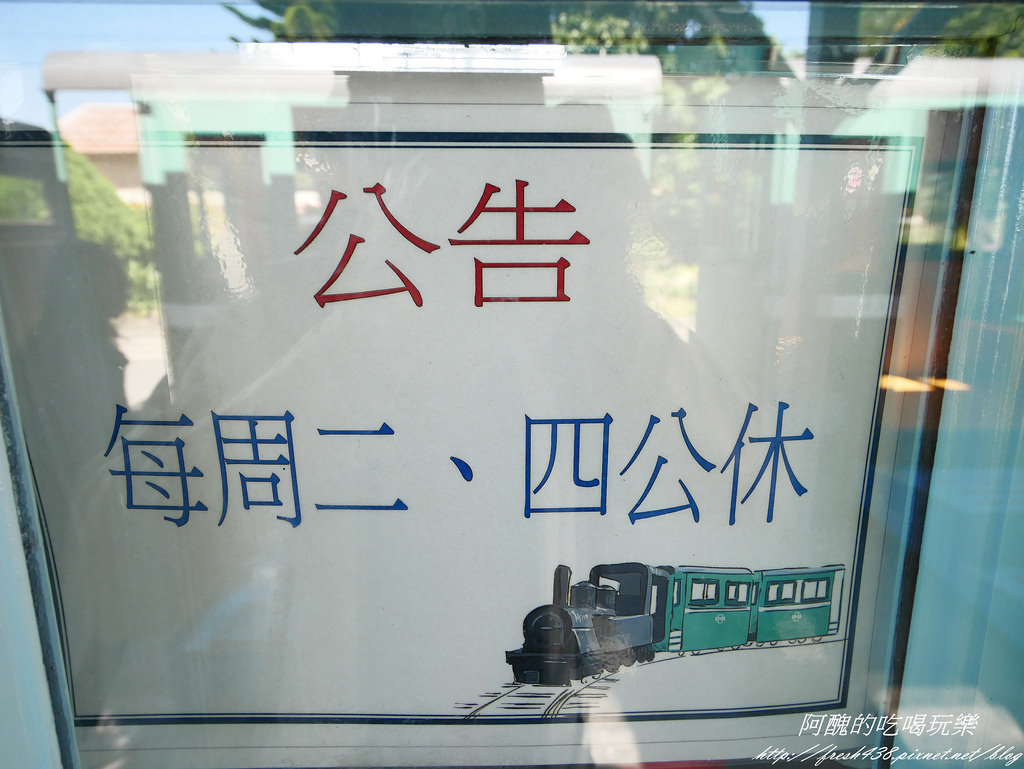 公告
每周二、四公休
阿醜的吃喝玩樂
http://fresh438.pixnet.net/blog